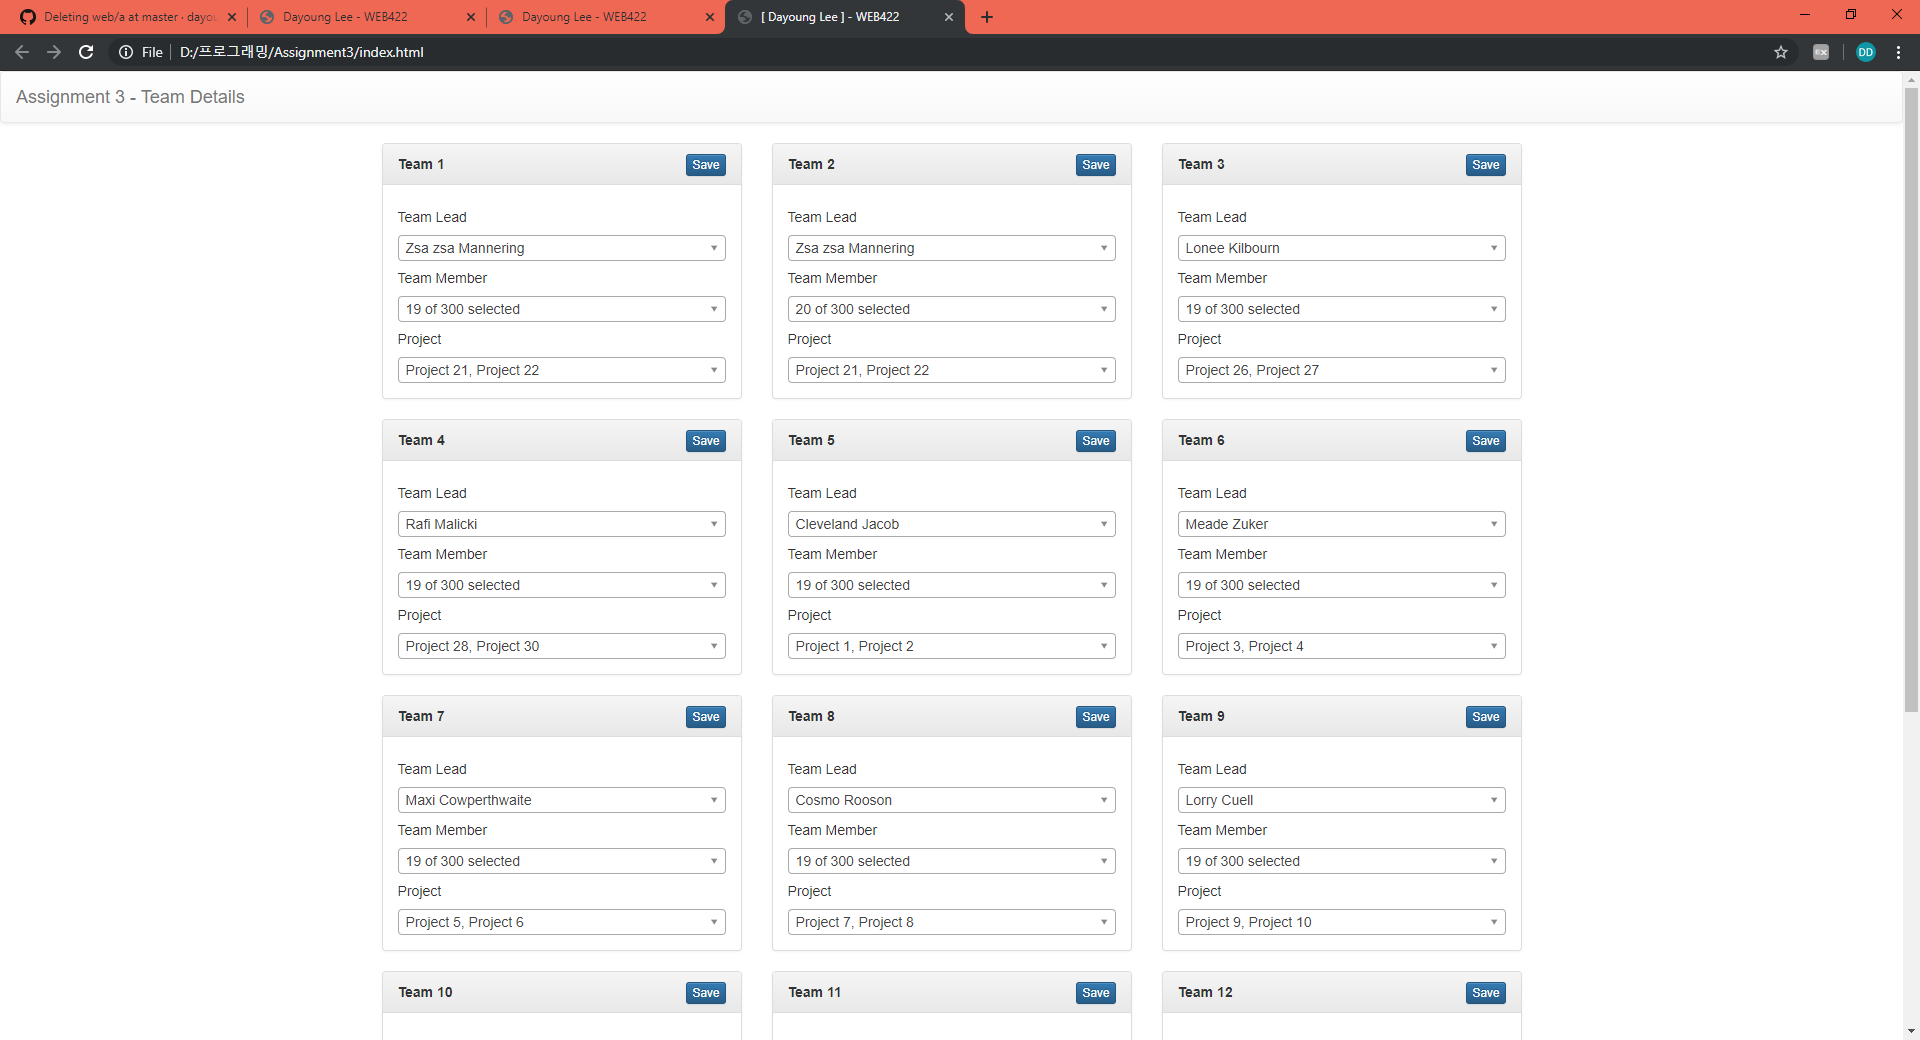 Deleting web/a at master · dayou
Dayoung Lee - WEB422
Dayoung Lee - WEB422
[ Dayoung Lee ] - WEB422
File
D:/프로그래밍/Assignment3/index.html
DD
Assignment 3 - Team Details
Team 1 Save
Team 2 Save
Team 3 Save
Team Lead
Team Lead
Team Lead
Zsa zsa Mannering
Zsa zsa Mannering
Lonee Kilbourn
Team Member
Team Member
Team Member
19 of 300 selected
20 of 300 selected
19 of 300 selected
Project
Project
Project
Project 21, Project 22
Project 21, Project 22
Project 26, Project 27
Team 4 Save
Team 5 Save
Team 6 Save
Team Lead
Team Lead
Team Lead
Rafi Malicki
Cleveland Jacob
Meade Zuker
Team Member
Team Member
Team Member
19 of 300 selected
19 of 300 selected
19 of 300 selected
Project
Project
Project
Project 28, Project 30
Project 1, Project 2
Project 3, Project 4
Team 7 Save
Team 8 Save
Team 9 Save
Team Lead
Team Lead
Team Lead
Maxi Cowperthwaite
Cosmo Rooson
Lorry Cuell
Team Member
Team Member
Team Member
19 of 300 selected
19 of 300 selected
19 of 300 selected
Project
Project
Project
Project 5, Project 6
Project 7, Project 8
Project 9, Project 10
Team 10 Save
Team 11 Save
Team 12 Save